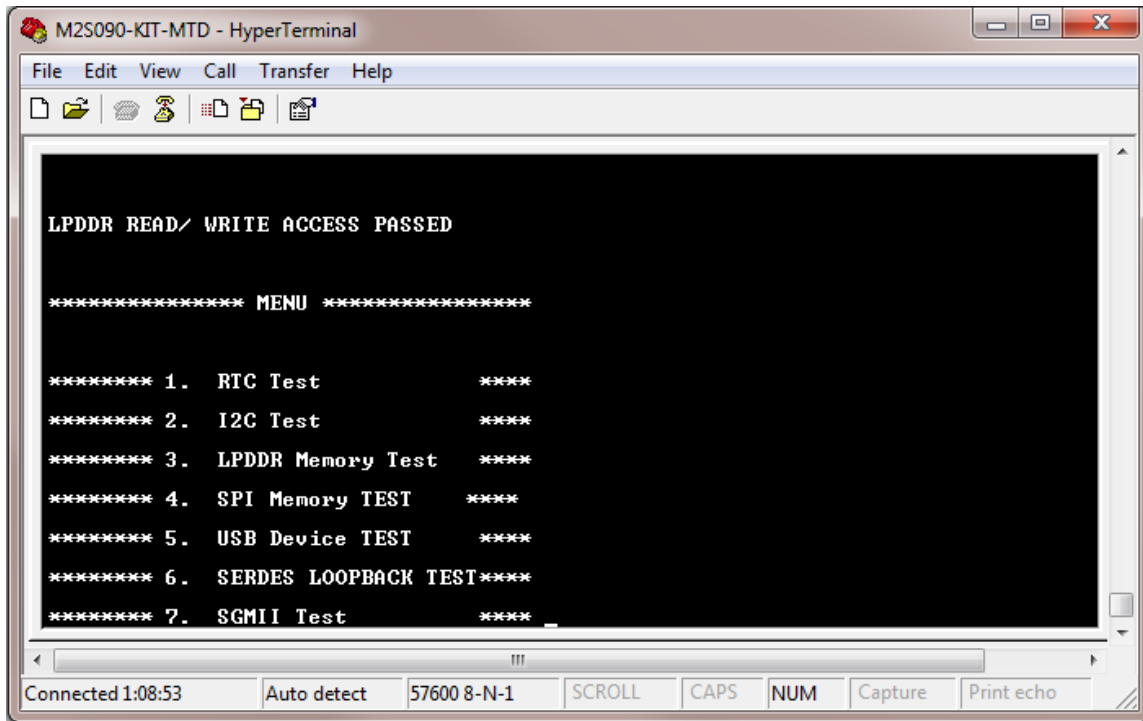 M2S090-KIT-MTD - HyperTerminal
File Edit View Call Transfer Help
LPDDR READ/ WRITE ACCESS PASSED
*************** MENU ****************
******** 1.  RTC Test            ****
******** 2.  I2C Test            ****
******** 3.  LPDDR Memory Test   ****
******** 4.  SPI Memory TEST    ****
******** 5.  USB Device TEST     ****
******** 6.  SERDES LOOPBACK TEST****
******** 7.  SGMII Test          **** _
Connected 1:08:53 Auto detect 57600 8-N-1 SCROLL CAPS NUM Capture Print echo